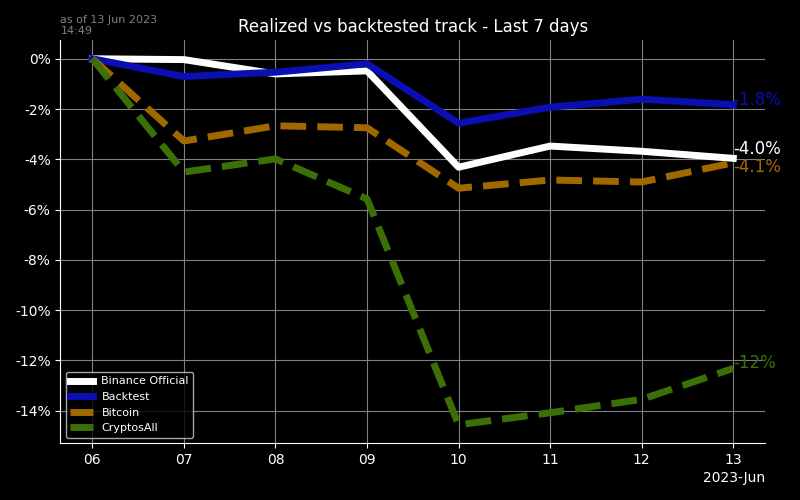 as of 13 Jun 2023
14:49
Realized vs backtested track - Last 7 days
0%
-2%
-4%
-6%
-8%
-10%
-12%
-14%
-1.8%
-4.0%
-4.1%
-12%
Binance Official
Backtest
Bitcoin
CryptosAll
06 07 08 09 10 11 12 13
2023-Jun